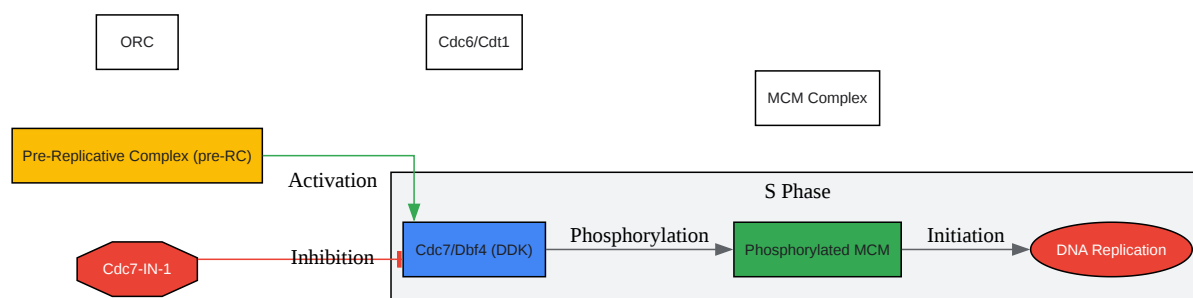 ORC
Cdc6/Cdt1
MCM Complex
Pre-Replicative Complex (pre-RC)
Activation
S Phase
Cdc7-IN-1
Inhibition
Cdc7/Dbf4 (DDK)
Phosphorylation
Phosphorylated MCM
Initiation
DNA Replication